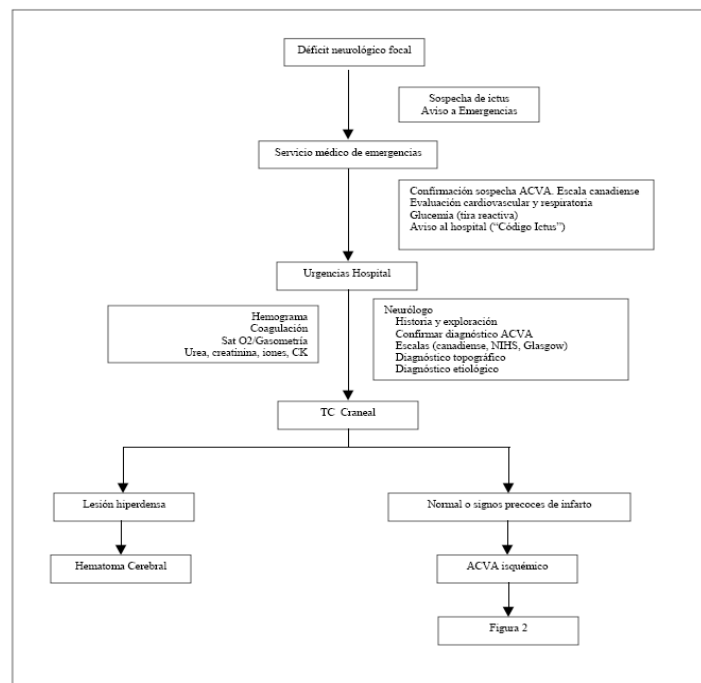 Déficit neurológico focal
Sospecha de ictus
Aviso a Emergencias
Servicio médico de emergencias
Confirmación sospecha ACVA. Escala canadiense
Evaluación cardiovascular y respiratoria
Glucemia (tira reactiva)
Aviso al hospital (“Código Ictus”)
Urgencias Hospital
Hemograma
Coagulación
Sat O2/Gasometría
Urea, creatinina, iones, CK
Neurólogo
Historia y exploración
Confirmar diagnóstico ACVA
Escalas (canadiense, NIHS, Glasgow)
Diagnóstico topográfico
Diagnóstico etiológico
TC Craneal
Lesión hiperdensa
Normal o signos precoces de infarto
Hematoma Cerebral
ACVA isquémico
Figura 2